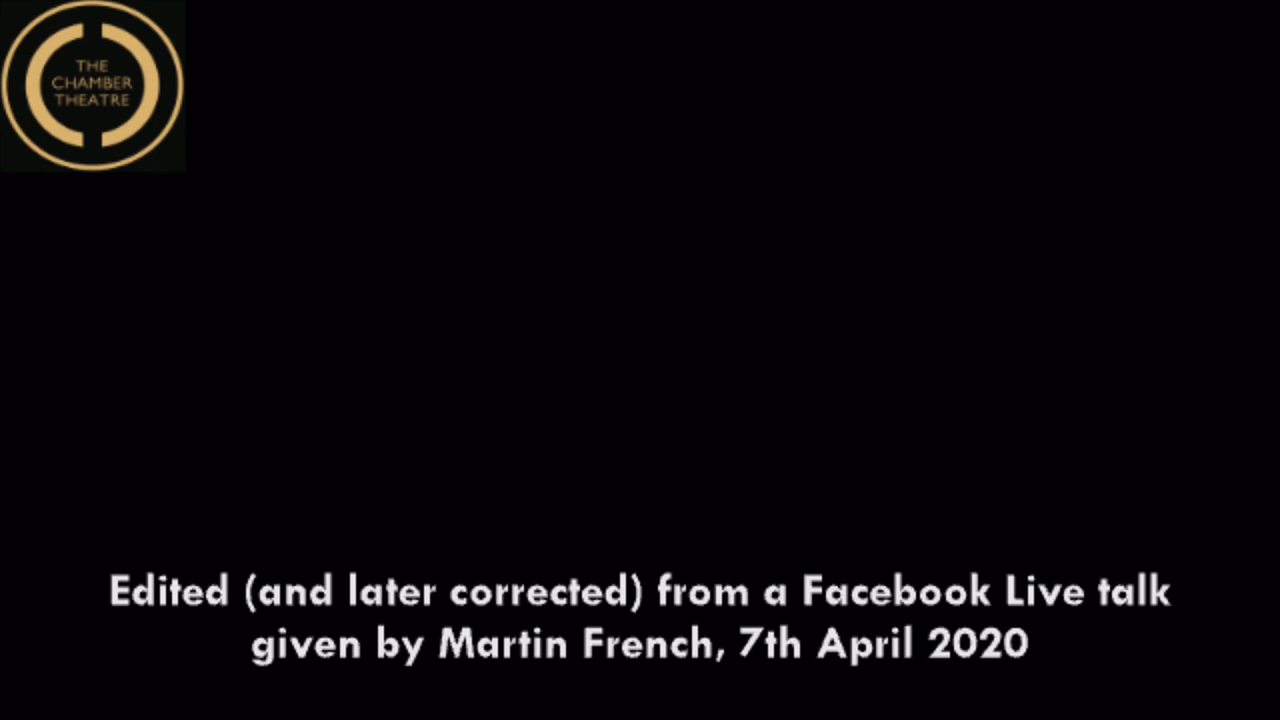 THE
CHAMBER
THEATRE
Edited (and later corrected) from a Facebook Live talk
given by Martin French, 7th April 2020